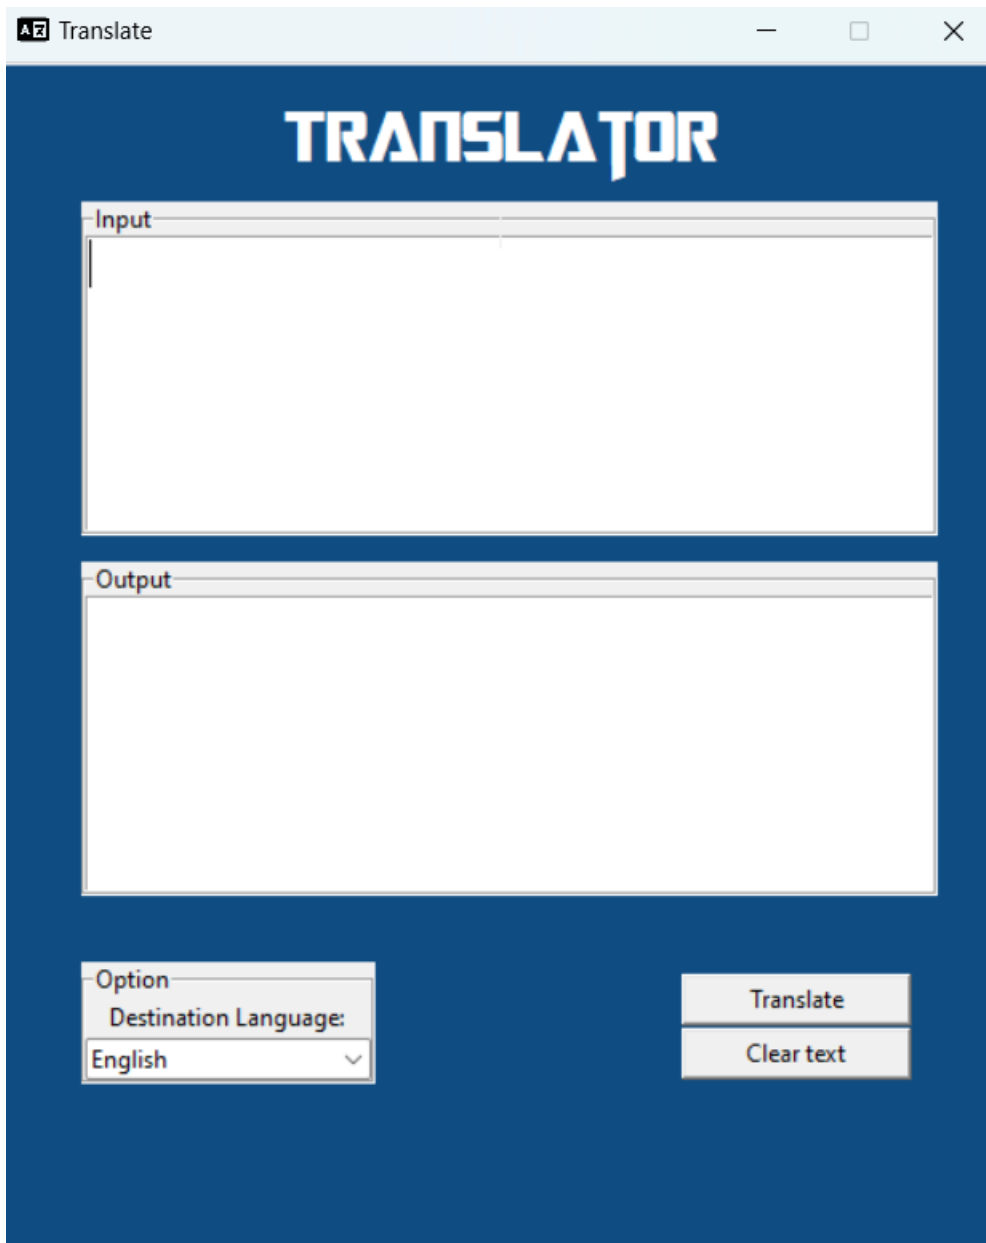 Translate
TRANSLATOR
Input
Output
Option
Destination Language:
English
Translate
Clear text